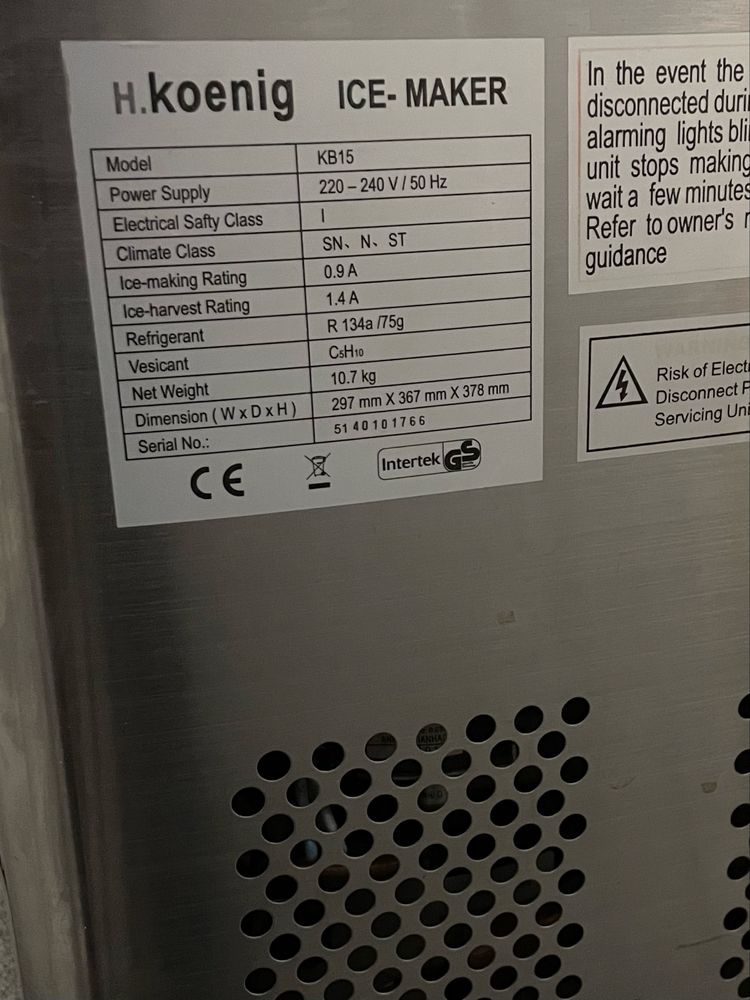 H.koenig ICE- MAKER
Model KB15
Power Supply 220 – 240 V / 50 Hz
Electrical Safty Class I
Climate Class SN、N、ST
Ice-making Rating 0.9 A
Ice-harvest Rating 1.4 A
Refrigerant R 134a /75g
Vesicant C5H10
Net Weight 10.7 kg
Dimension ( W x D x H ) 297 mm X 367 mm X 378 mm
Serial No.: 5140101766
CE
Intertek GS
In the event the
disconnected duri
alarming lights bli
unit stops making
wait a few minutes
Refer to owner's
guidance
WARNING
Risk of Elect
Disconnect
Servicing Uni